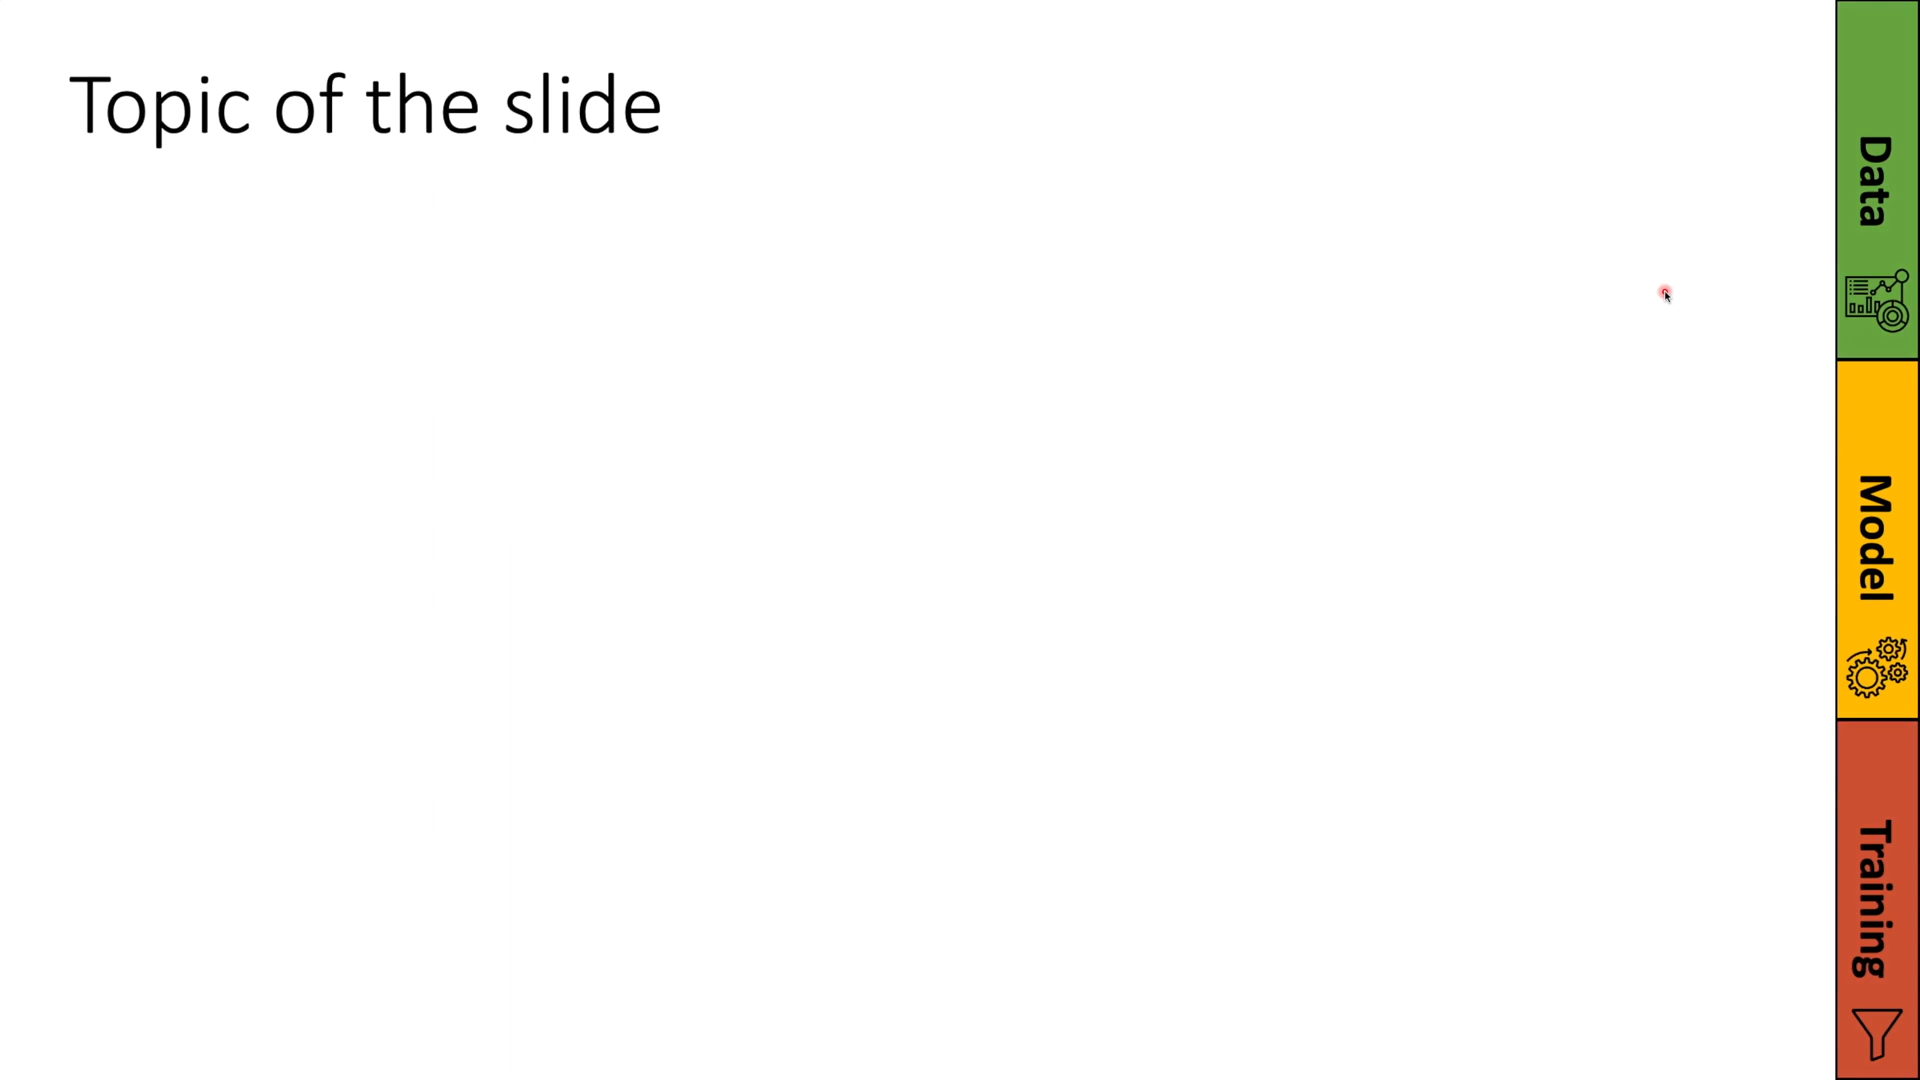 Topic of the slide
Data
Model
Training